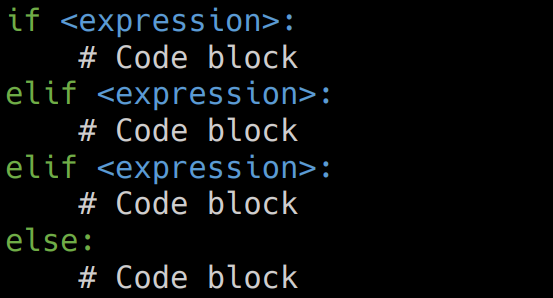 if <expression>:
    # Code block
elif <expression>:
    # Code block
elif <expression>:
    # Code block
else:
    # Code block